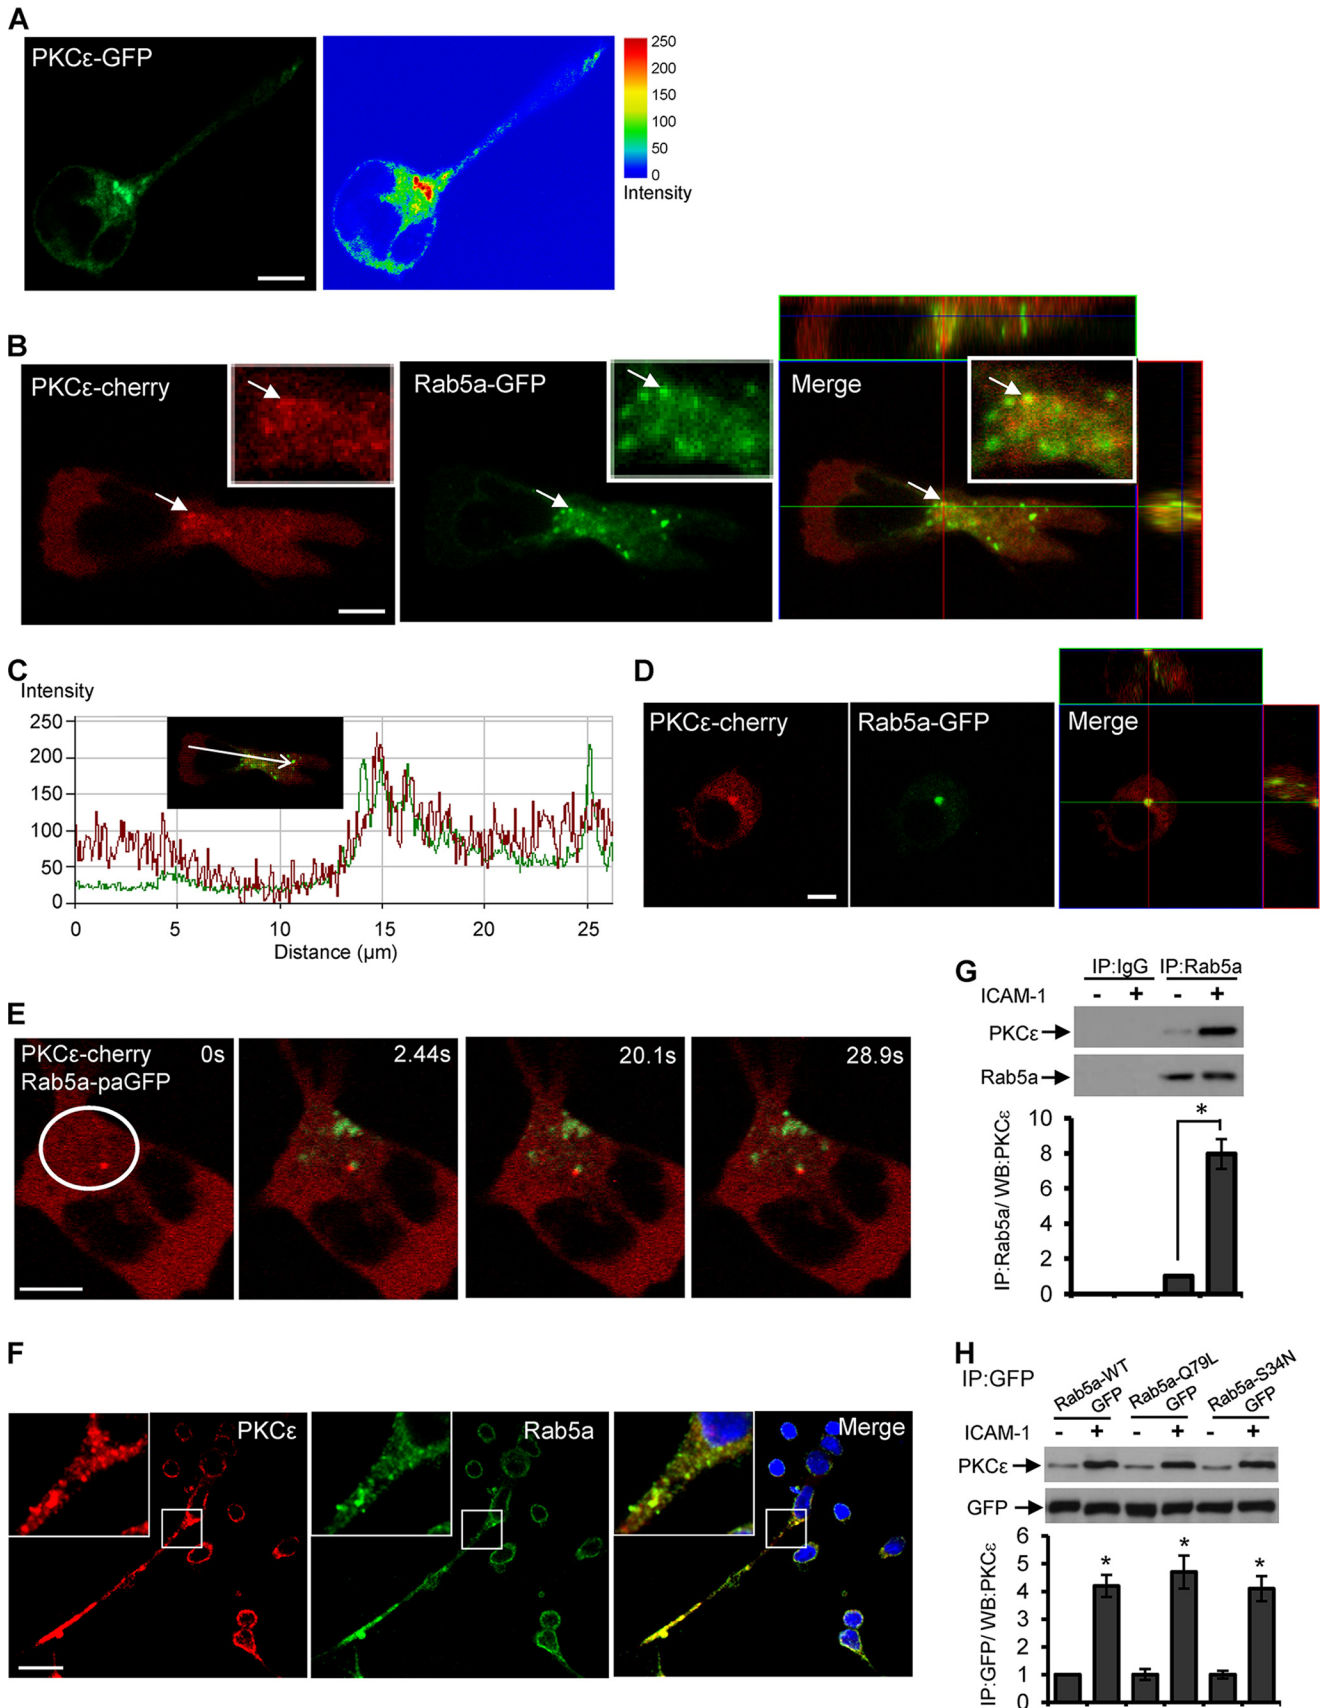 A
PKCε-GFP
250
200
150
100
50
0
Intensity
B
PKCε-cherry
Rab5a-GFP
Merge
C
Intensity
250
200
150
100
50
0
0 5 10 15 20 25
Distance (µm)
D
PKCε-cherry
Rab5a-GFP
Merge
E
PKCε-cherry 0s
Rab5a-paGFP
2.44s
20.1s
28.9s
F
PKCε
Rab5a
Merge
G
IP:IgG IP:Rab5a
ICAM-1 - + - +
PKCε
Rab5a
*
10
8
6
4
2
0
IP:Rab5a/ WB:PKCε
H
IP:GFP
Rab5a-WT GFP
Rab5a-Q79L GFP
Rab5a-S34N GFP
ICAM-1 - + - + - +
PKCε
GFP
* * *
6
5
4
3
2
1
0
IP:GFP/ WB:PKCε